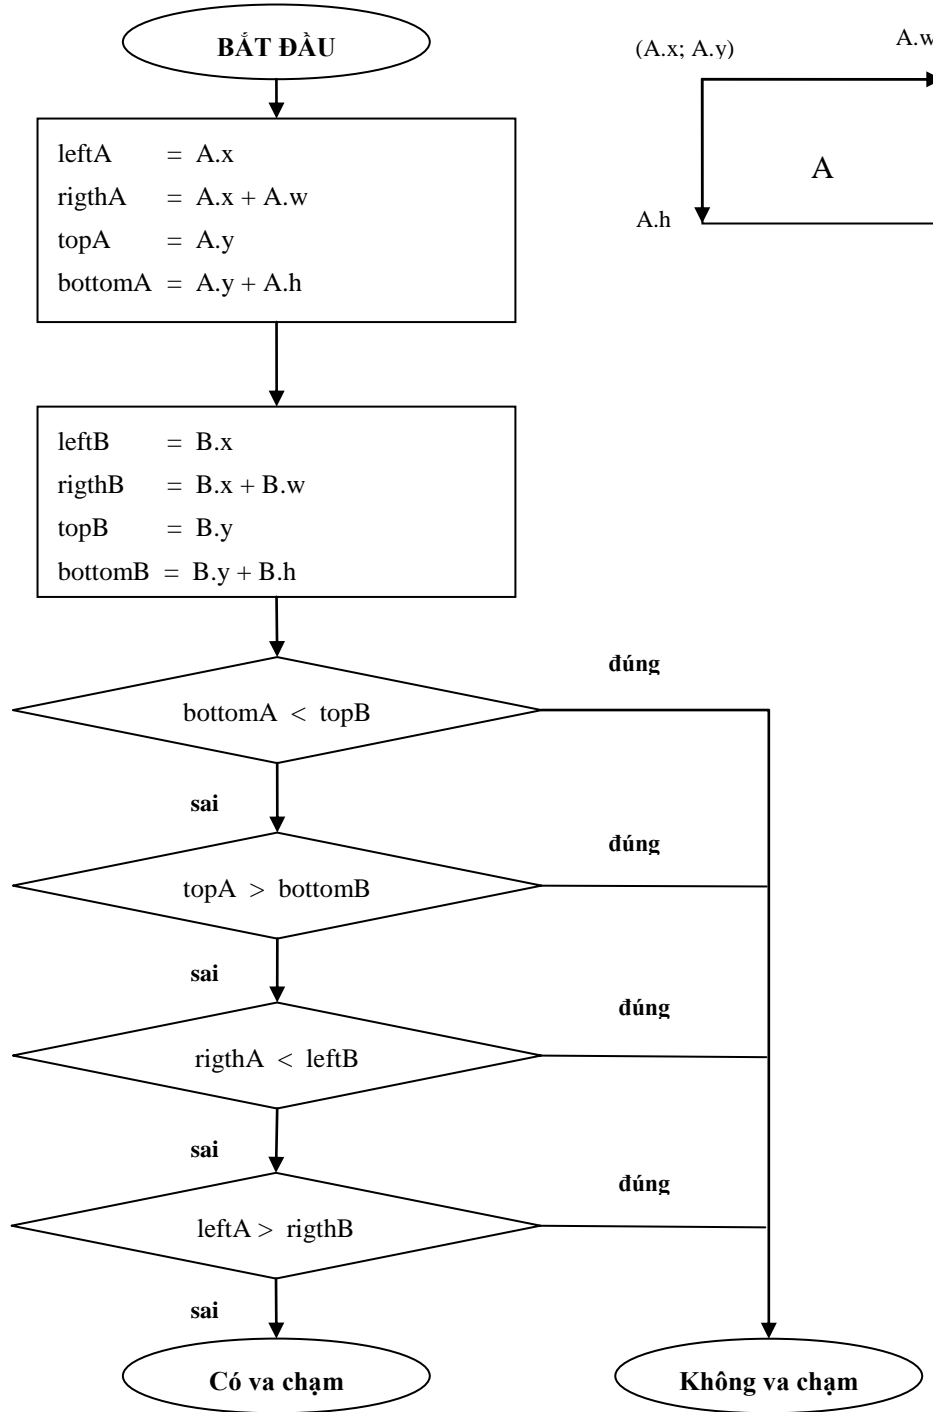 BẮT ĐẦU
(A.x; A.y)
A.w
A
A.h
leftA = A.x
rigthA = A.x + A.w
topA = A.y
bottomA = A.y + A.h
leftB = B.x
rigthB = B.x + B.w
topB = B.y
bottomB = B.y + B.h
đúng
bottomA < topB
sai
đúng
topA > bottomB
sai
đúng
rigthA < leftB
sai
đúng
leftA > rigthB
sai
Có va chạm
Không va chạm